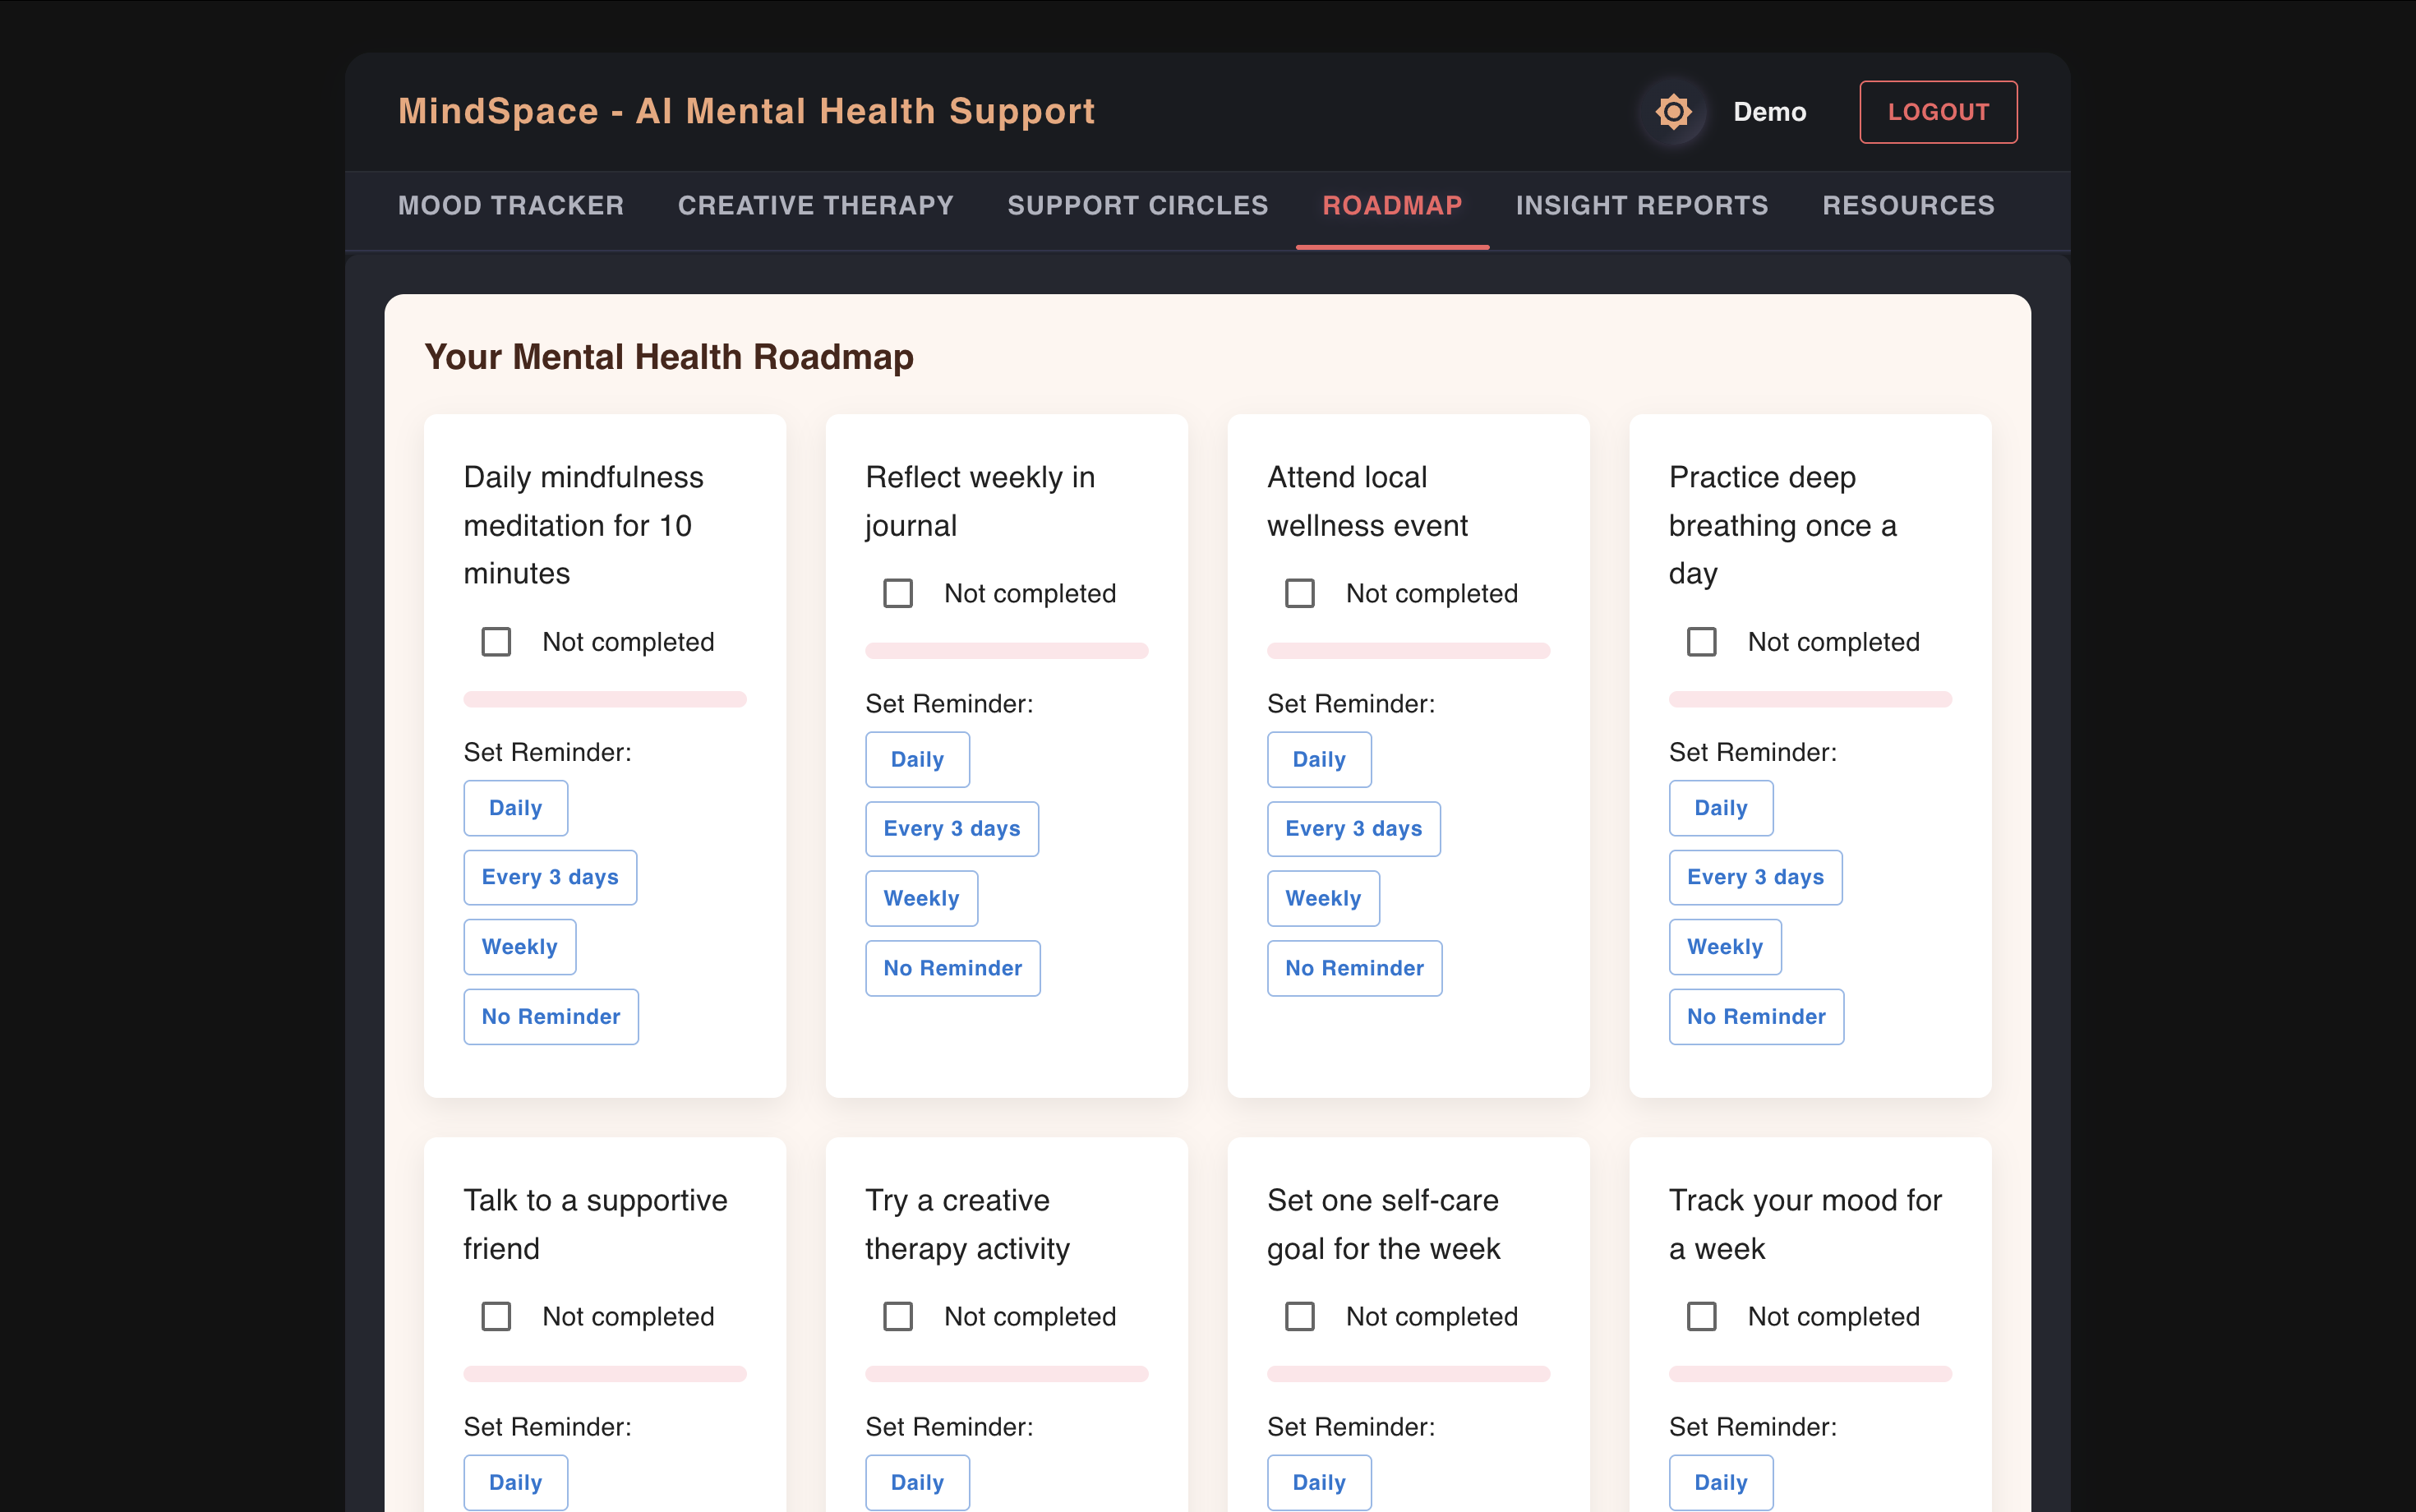 MindSpace - AI Mental Health Support
Demo
LOGOUT
MOOD TRACKER
CREATIVE THERAPY
SUPPORT CIRCLES
ROADMAP
INSIGHT REPORTS
RESOURCES
Your Mental Health Roadmap
Daily mindfulness
meditation for 10
minutes
Not completed
Set Reminder:
Daily
Every 3 days
Weekly
No Reminder
Reflect weekly in
journal
Not completed
Set Reminder:
Daily
Every 3 days
Weekly
No Reminder
Attend local
wellness event
Not completed
Set Reminder:
Daily
Every 3 days
Weekly
No Reminder
Practice deep
breathing once a
day
Not completed
Set Reminder:
Daily
Every 3 days
Weekly
No Reminder
Talk to a supportive
friend
Not completed
Set Reminder:
Daily
Try a creative
therapy activity
Not completed
Set Reminder:
Daily
Set one self-care
goal for the week
Not completed
Set Reminder:
Daily
Track your mood for
a week
Not completed
Set Reminder:
Daily